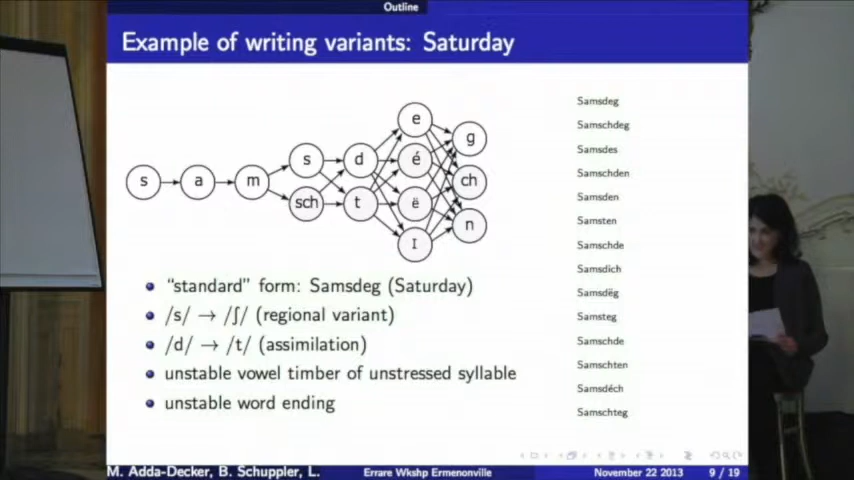 Outline
Example of writing variants: Saturday
s a m s sch d t e é ë I g ch n
"standard" form: Samsdeg (Saturday)
/s/ → /ʃ/ (regional variant)
/d/ → /t/ (assimilation)
unstable vowel timber of unstressed syllable
unstable word ending
Samsdeg
Samschdeg
Samsdes
Samschden
Samsden
Samsten
Samschde
Samsdich
Samsdëg
Samsteg
Samschde
Samschten
Samsdéch
Samschteg
M. Adda-Decker, B. Schuppler, L. Errare Wkshp Ermenonville November 22 2013 9 / 19